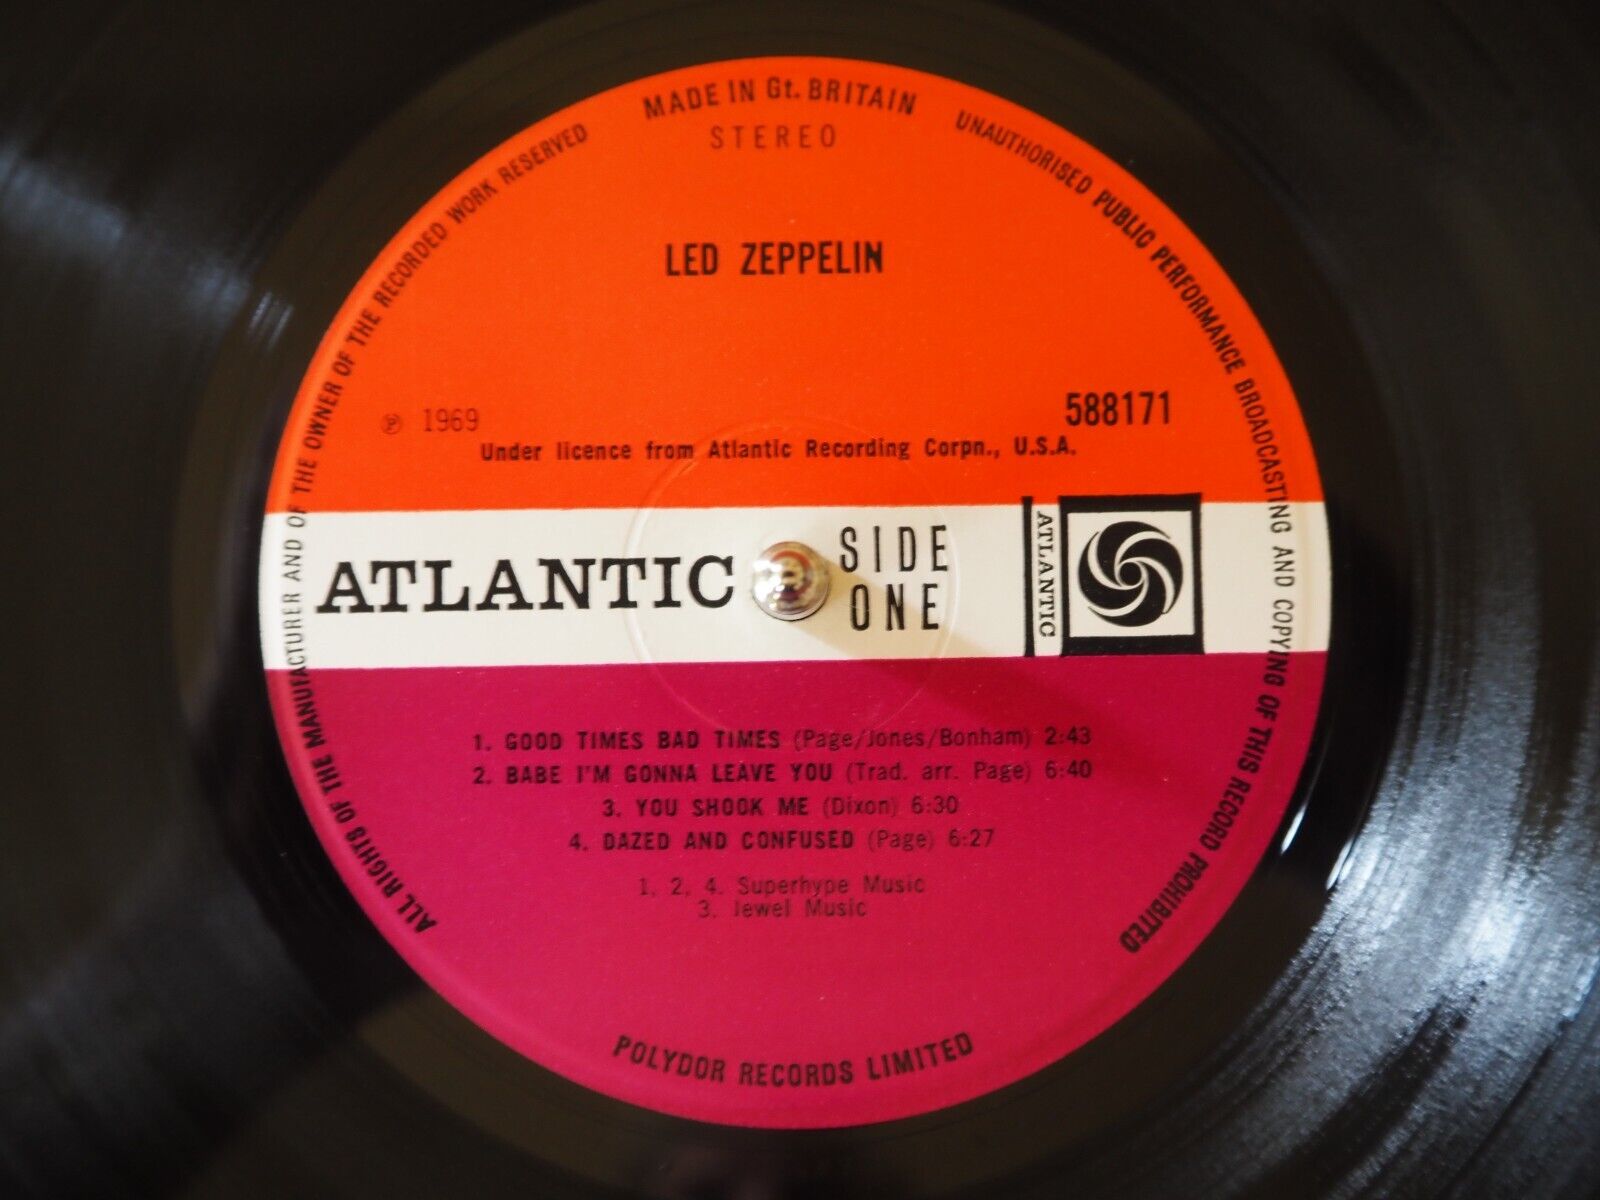 MADE IN Gt. BRITAIN
STEREO
UNAUTHORISED PUBLIC PERFORMANCE BROADCASTING AND COPYING OF THIS RECORD PROHIBITED
ALL RIGHTS OF THE MANUFACTURER AND OF THE OWNER OF THE RECORDED WORK RESERVED
LED ZEPPELIN
℗ 1969
588171
Under licence from Atlantic Recording Corpn., U.S.A.
ATLANTIC
SIDE
ONE
ATLANTIC
1. GOOD TIMES BAD TIMES (Page/Jones/Bonham) 2:43
2. BABE I'M GONNA LEAVE YOU (Trad. arr. Page) 6:40
3. YOU SHOOK ME (Dixon) 6:30
4. DAZED AND CONFUSED (Page) 6:27
1, 2, 4. Superhype Music
3. Jewel Music
POLYDOR RECORDS LIMITED